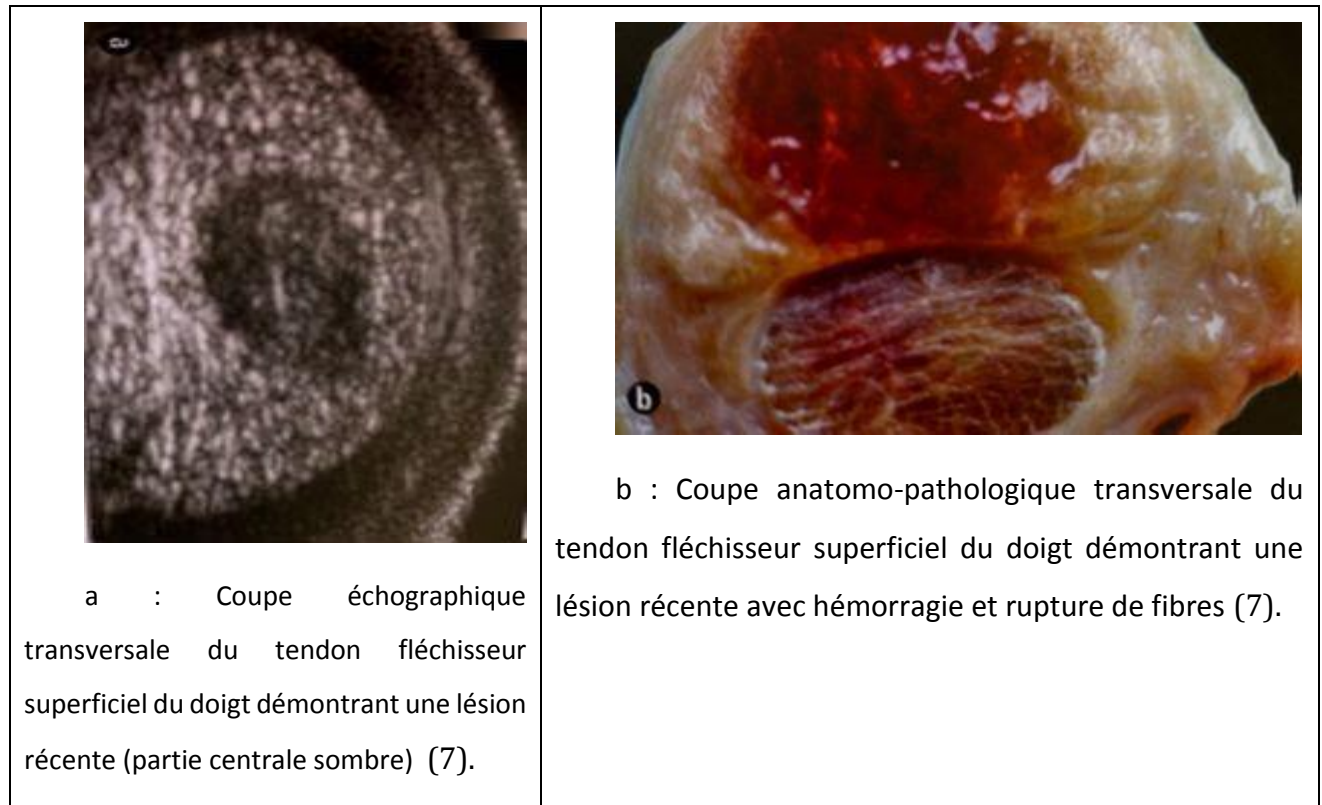 a
b
a : Coupe échographique
transversale du tendon fléchisseur
superficiel du doigt démontrant une lésion
récente (partie centrale sombre) (7).
b : Coupe anatomo-pathologique transversale du
tendon fléchisseur superficiel du doigt démontrant une
lésion récente avec hémorragie et rupture de fibres (7).